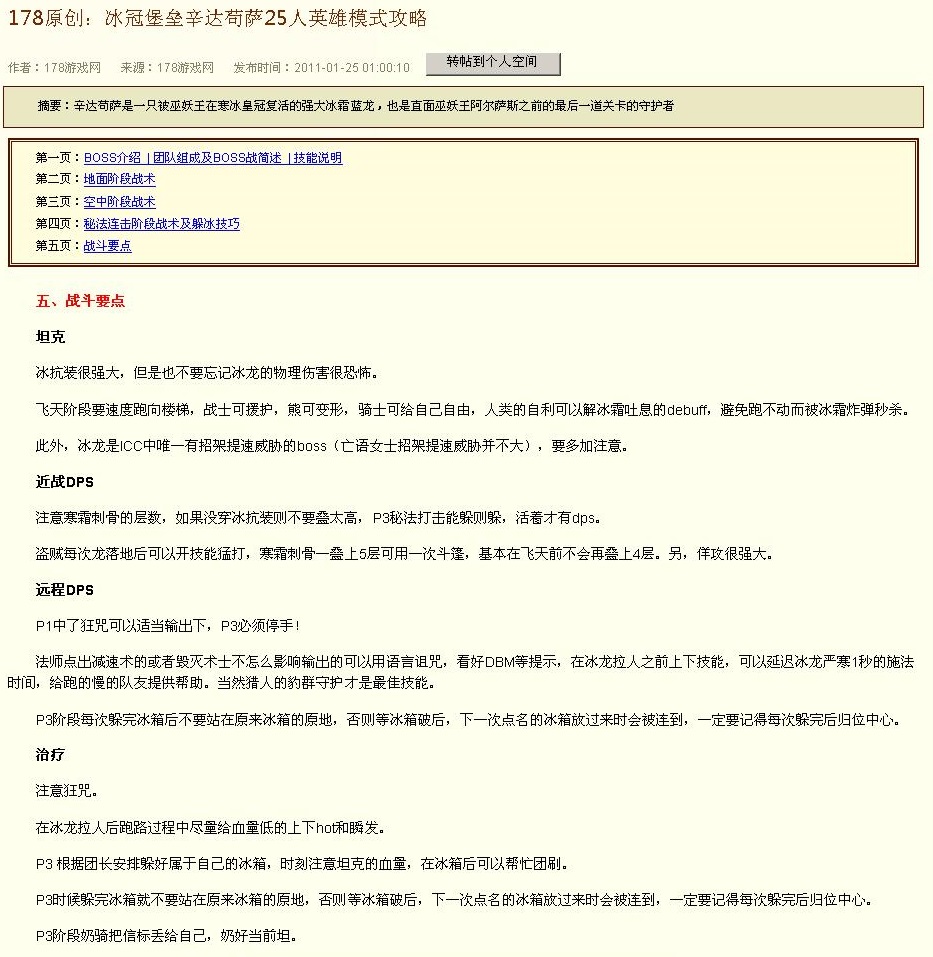 178原创：冰冠堡垒辛达苟萨25人英雄模式攻略
作者：178游戏网 来源：178游戏网 发布时间：2011-01-25 01:00:10 转帖到个人空间
摘要：辛达苟萨是一只被巫妖王在寒冰皇冠复活的强大冰霜蓝龙，也是直面巫妖王阿尔萨斯之前的最后一道关卡的守护者
第一页：BOSS介绍 | 团队组成及BOSS战简述 | 技能说明
第二页：地面阶段战术
第三页：空中阶段战术
第四页：秘法连击阶段战术及躲冰技巧
第五页：战斗要点
五、战斗要点
坦克
冰抗装很强大，但是也不要忘记冰龙的物理伤害很恐怖。
飞天阶段要速度跑向楼梯，战士可援护，熊可变形，骑士可给自己自由，人类的自利可以解冰霜吐息的debuff，避免跑不动而被冰霜炸弹秒杀。
此外，冰龙是ICC中唯一有招架提速威胁的boss（亡语女士招架提速威胁并不大），要多加注意。
近战DPS
注意寒霜刺骨的层数，如果没穿冰抗装则不要叠太高，P3秘法打击能躲则躲，活着才有dps。
盗贼每次龙落地后可以开技能猛打，寒霜刺骨一叠上5层可用一次斗篷，基本在飞天前不会再叠上4层。另，佯攻很强大。
远程DPS
P1中了狂咒可以适当输出下，P3必须停手！
法师点出减速术的或者毁灭术士不怎么影响输出的可以用语言诅咒，看好DBM等提示，在冰龙拉人之前上下技能，可以延迟冰龙严寒1秒的施法
时间，给跑的慢的队友提供帮助。当然猎人的豹群守护才是最佳技能。
P3阶段每次躲完冰箱后不要站在原来冰箱的原地，否则等冰箱破后，下一次点名的冰箱放过来时会被连到，一定要记得每次躲完后归位中心。
治疗
注意狂咒。
在冰龙拉人后跑路过程中尽量给血量低的上下hot和瞬发。
P3 根据团长安排躲好属于自己的冰箱，时刻注意坦克的血量，在冰箱后可以帮忙团刷。
P3时候躲完冰箱就不要站在原来冰箱的原地，否则等冰箱破后，下一次点名的冰箱放过来时会被连到，一定要记得每次躲完后归位中心。
P3阶段奶骑把信标丢给自己，奶好当前坦。